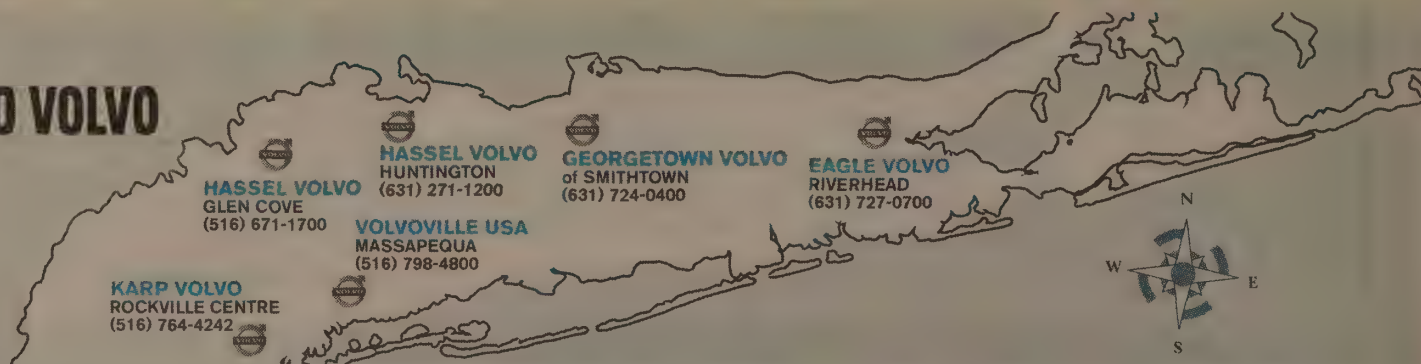 VOLVO
HASSEL VOLVO
GLEN COVE
(516) 671-1700
HASSEL VOLVO
HUNTINGTON
(631) 271-1200
GEORGETOWN VOLVO
of SMITHTOWN
(631) 724-0400
EAGLE VOLVO
RIVERHEAD
(631) 727-0700
VOLVOVILLE USA
MASSAPEQUA
(516) 798-4800
KARP VOLVO
ROCKVILLE CENTRE
(516) 764-4242
N
W
E
S